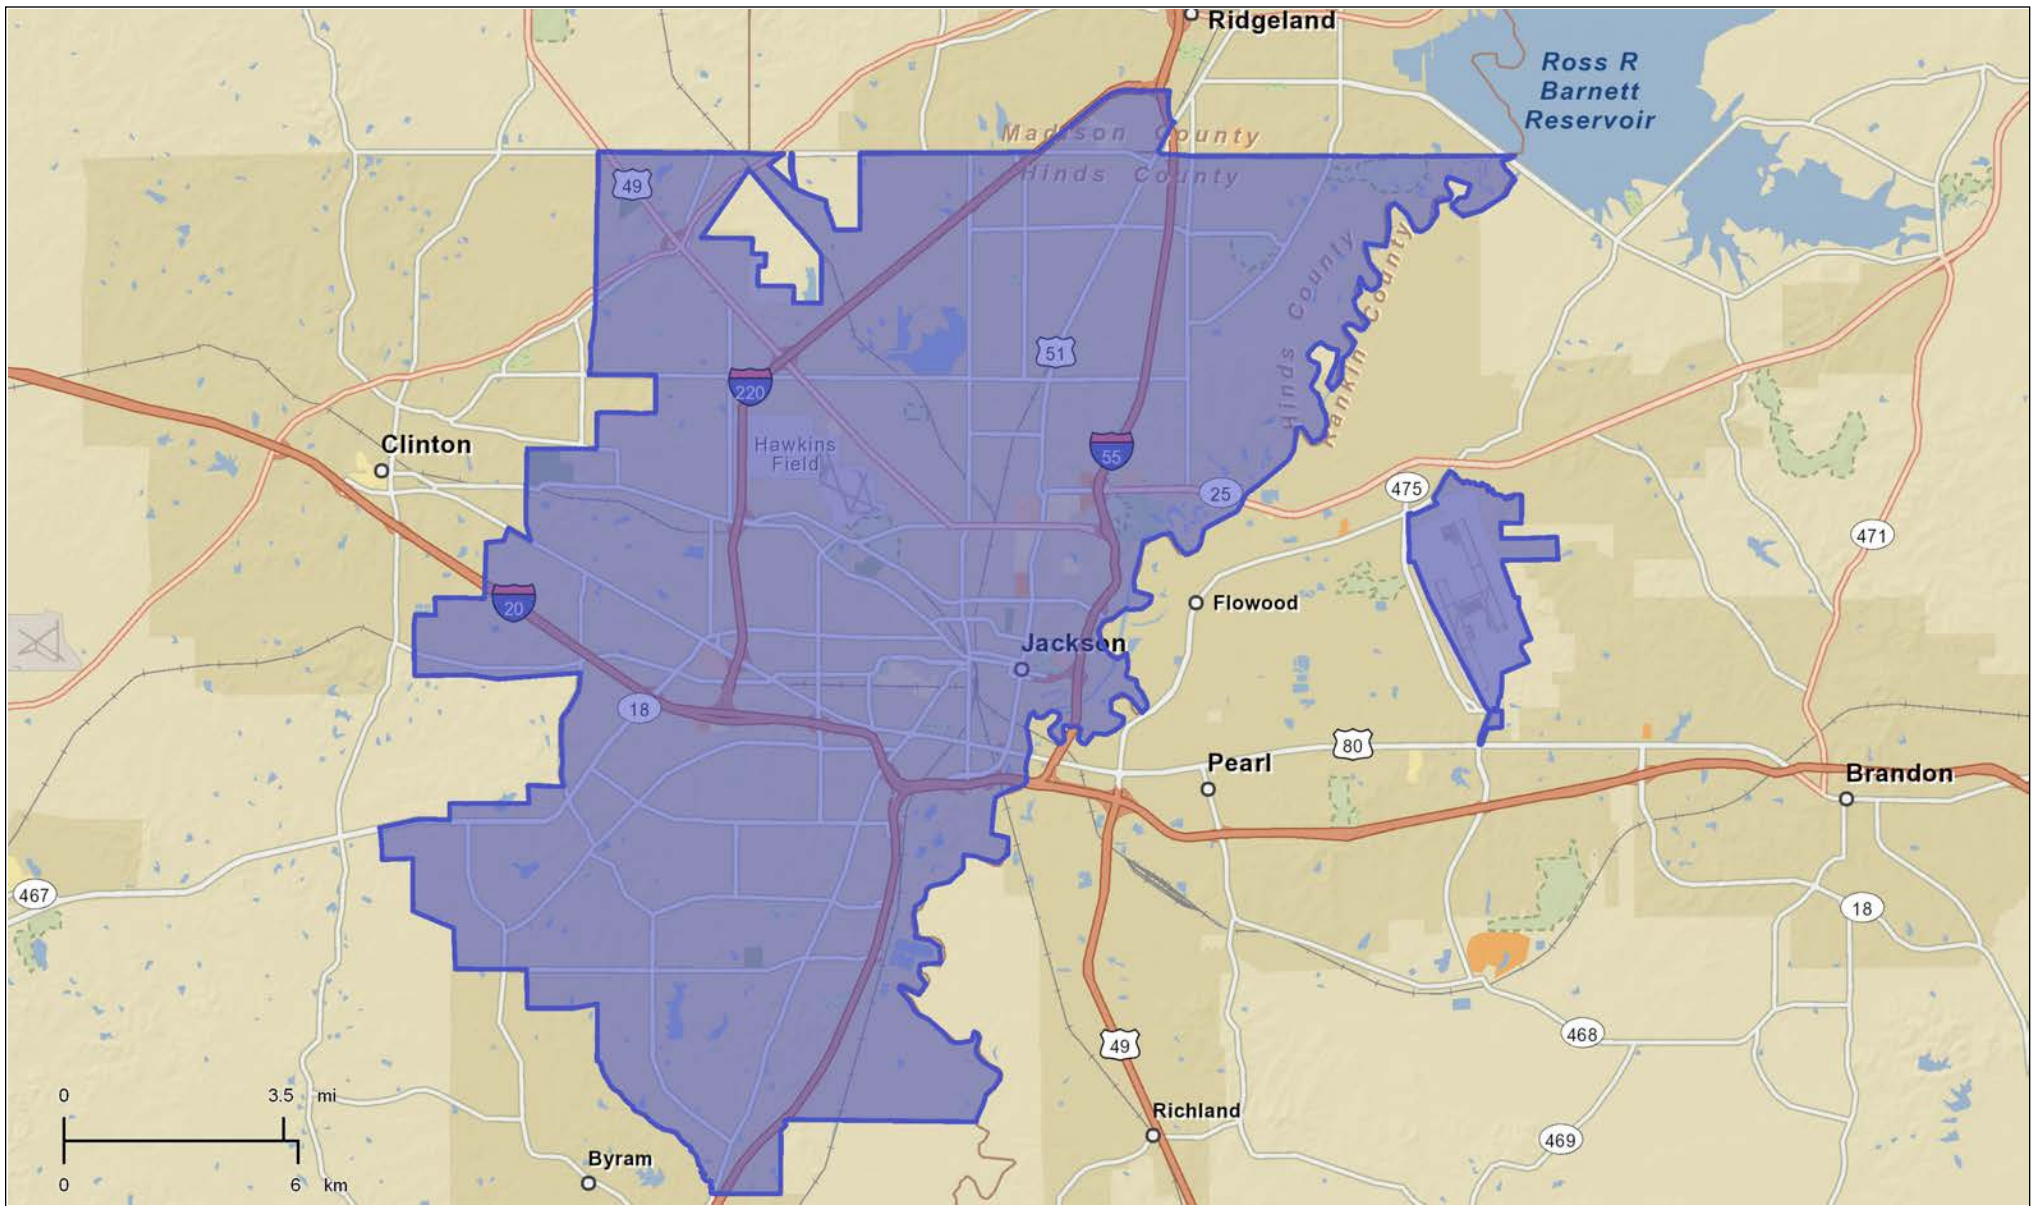 Ridgeland
Ross R
Barnett
Reservoir
Madison County
Hinds County
49
Hinds County
Rankin County
51
220
Clinton
Hawkins
Field
55
25
475
471
20
Flowood
Jackson
18
80
Pearl
Brandon
467
18
468
49
0
3.5 mi
Richland
469
Byram
0
6 km